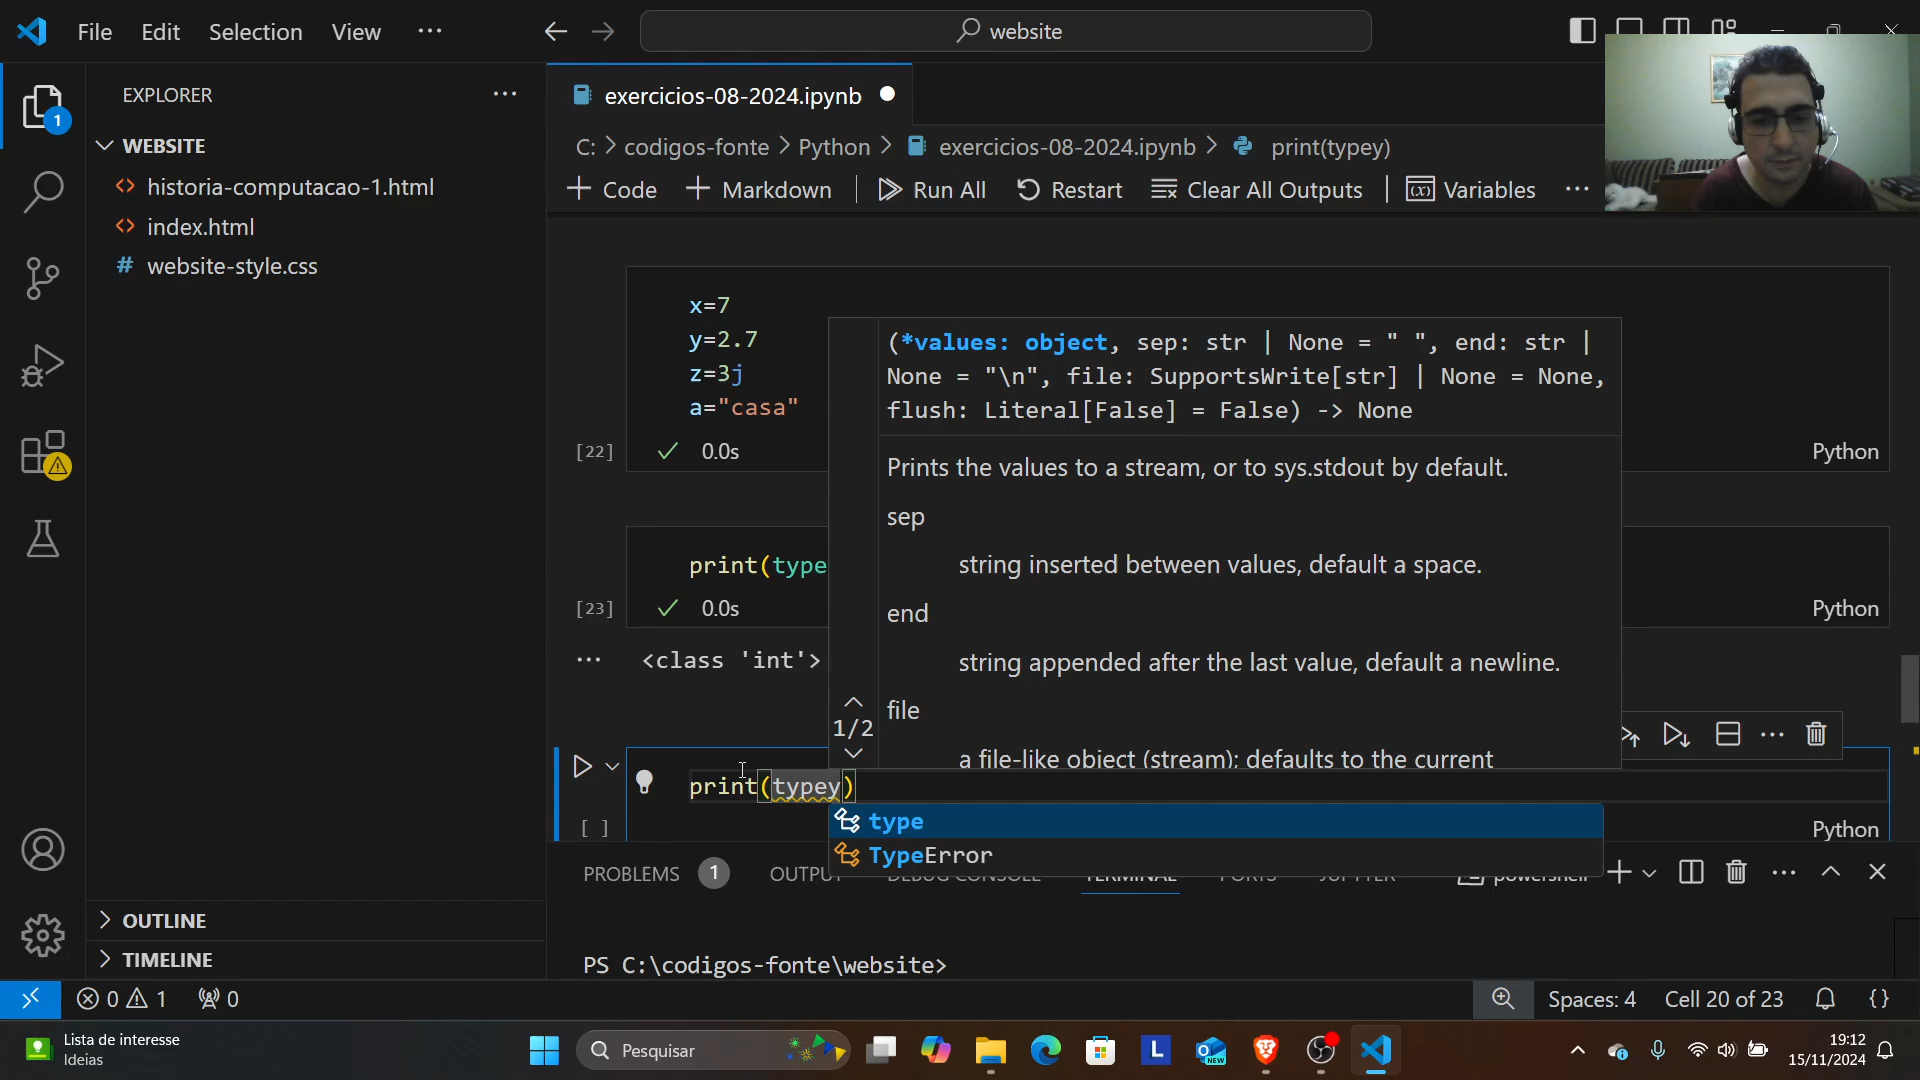 File Edit Selection View ···
website
EXPLORER
WEBSITE
historia-computacao-1.html
index.html
website-style.css
OUTLINE
TIMELINE
exercicios-08-2024.ipynb
C: > codigos-fonte > Python > exercicios-08-2024.ipynb > print(typey)
+ Code + Markdown Run All Restart Clear All Outputs Variables ···
x=7
y=2.7
z=3j
a="casa"
[22] 0.0s Python
print(type
[23] 0.0s Python
<class 'int'>
(*values: object, sep: str | None = " ", end: str |
None = "\n", file: SupportsWrite[str] | None = None,
flush: Literal[False] = False) -> None
Prints the values to a stream, or to sys.stdout by default.
sep
string inserted between values, default a space.
end
string appended after the last value, default a newline.
file
a file-like object (stream); defaults to the current
1/2
print(typey)
[ ] Python
type
TypeError
PROBLEMS 1 OUTPUT DEBUG CONSOLE TERMINAL PORTS JUPYTER powershell
PS C:\codigos-fonte\website>
0 1 0 Spaces: 4 Cell 20 of 23 {}
Lista de interesse
Ideias
Pesquisar
NEW
19:12
15/11/2024